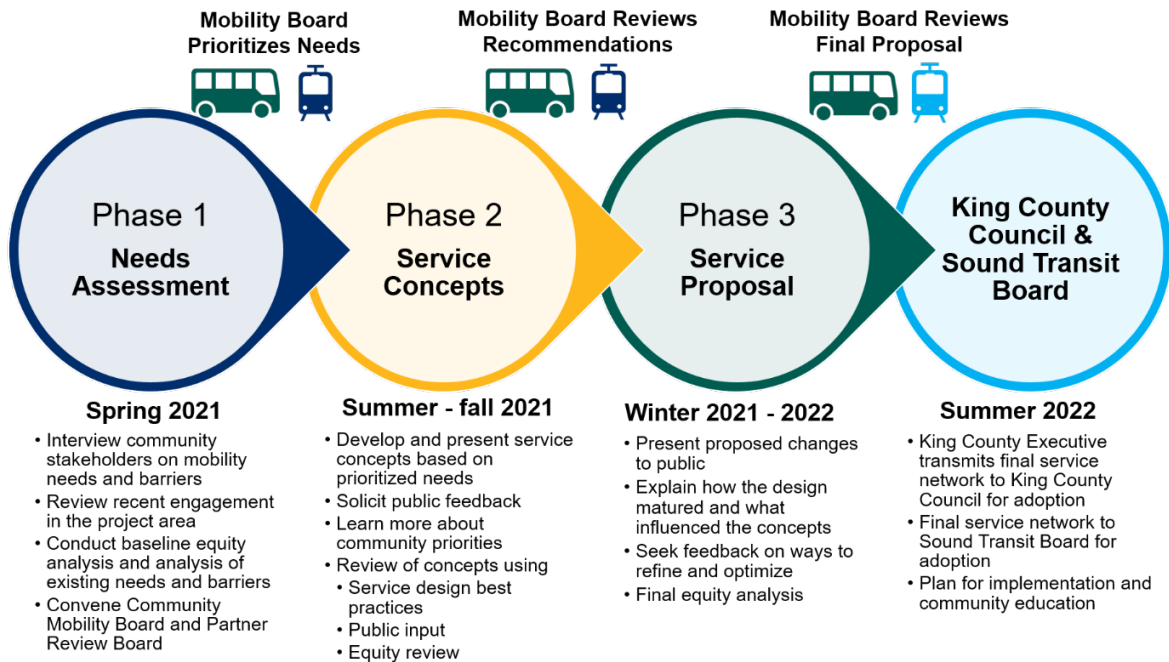 Mobility Board
Prioritizes Needs
Mobility Board Reviews
Recommendations
Mobility Board Reviews
Final Proposal
Phase 1
Needs
Assessment
Phase 2
Service
Concepts
Phase 3
Service
Proposal
King County
Council &
Sound Transit
Board
Spring 2021
• Interview community
stakeholders on mobility
needs and barriers
• Review recent engagement
in the project area
• Conduct baseline equity
analysis and analysis of
existing needs and barriers
• Convene Community
Mobility Board and Partner
Review Board
Summer - fall 2021
• Develop and present service
concepts based on
prioritized needs
• Solicit public feedback
• Learn more about
community priorities
• Review of concepts using
• Service design best
practices
• Public input
• Equity review
Winter 2021 - 2022
• Present proposed changes
to public
• Explain how the design
matured and what
influenced the concepts
• Seek feedback on ways to
refine and optimize
• Final equity analysis
Summer 2022
• King County Executive
transmits final service
network to King County
Council for adoption
• Final service network to
Sound Transit Board for
adoption
• Plan for implementation and
community education